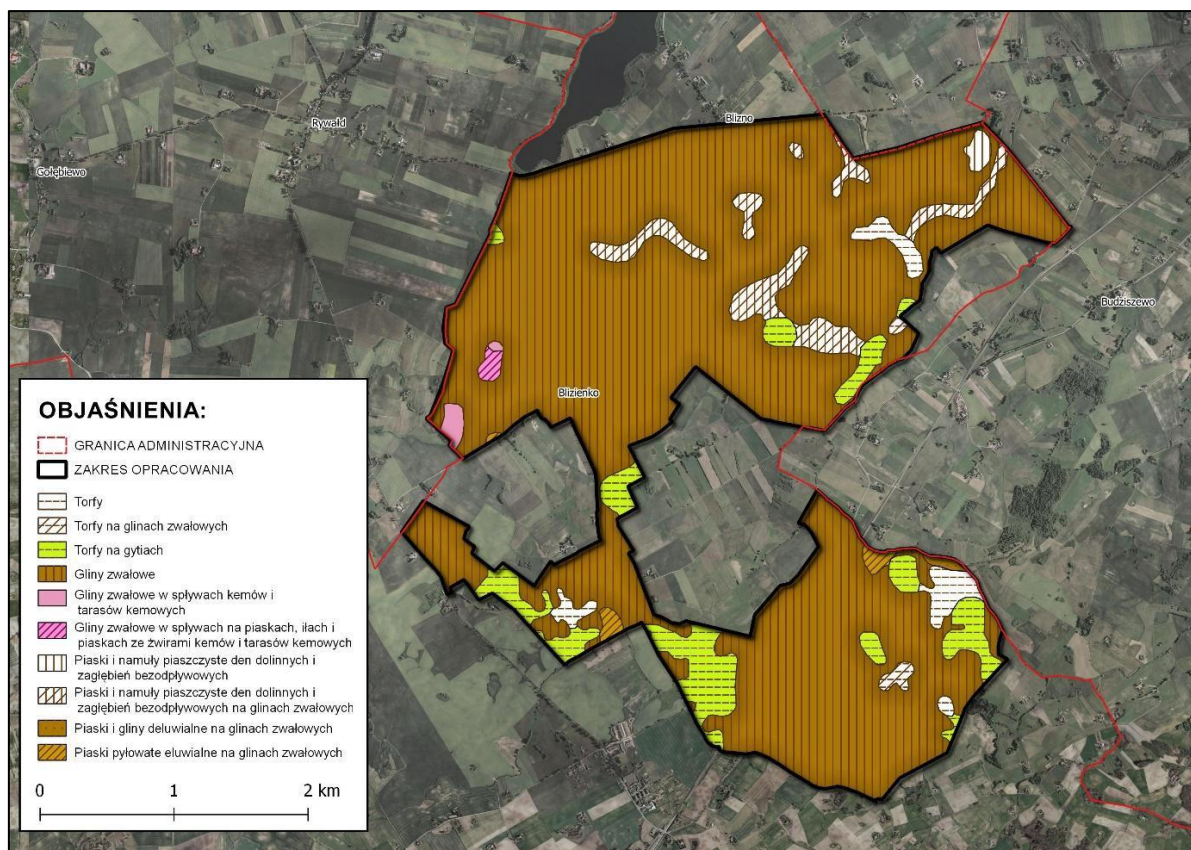 Blizno
Rywałd
Gołębiewo
Budziszewo
Blizienko
OBJAŚNIENIA:
GRANICA ADMINISTRACYJNA
ZAKRES OPRACOWANIA
Torfy
Torfy na glinach zwałowych
Torfy na gytiach
Gliny zwałowe
Gliny zwałowe w spływach kemów i
tarasów kemowych
Gliny zwałowe w spływach na piaskach, iłach i
piaskach ze żwirami kemów i tarasów kemowych
Piaski i namuły piaszczyste den dolinnych i
zagłębień bezodpływowych
Piaski i namuły piaszczyste den dolinnych i
zagłębień bezodpływowych na glinach zwałowych
Piaski i gliny deluwialne na glinach zwałowych
Piaski pyłowate eluwialne na glinach zwałowych
0 1 2 km